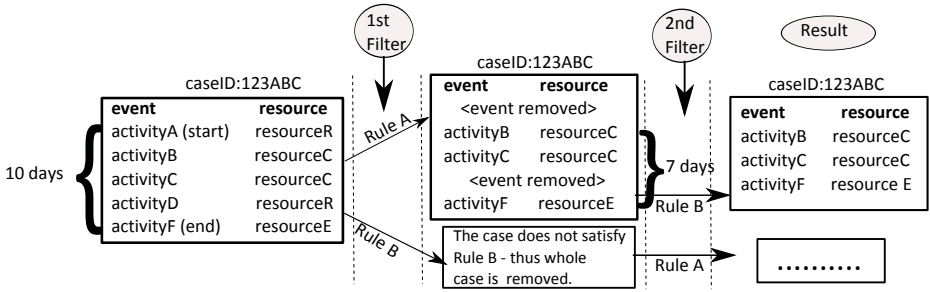 1st
Filter
2nd
Filter
Result
caseID:123ABC
event resource
activityA (start) resourceR
activityB resourceC
activityC resourceC
activityD resourceR
activityF (end) resourceE
10 days
Rule A
Rule B
caseID:123ABC
event resource
<event removed>
activityB resourceC
activityC resourceC
<event removed>
activityF resourceE
7 days
The case does not satisfy
Rule B - thus whole
case is removed.
Rule B
Rule A
caseID:123ABC
event resource
activityB resourceC
activityC resourceC
activityF resource E
..........